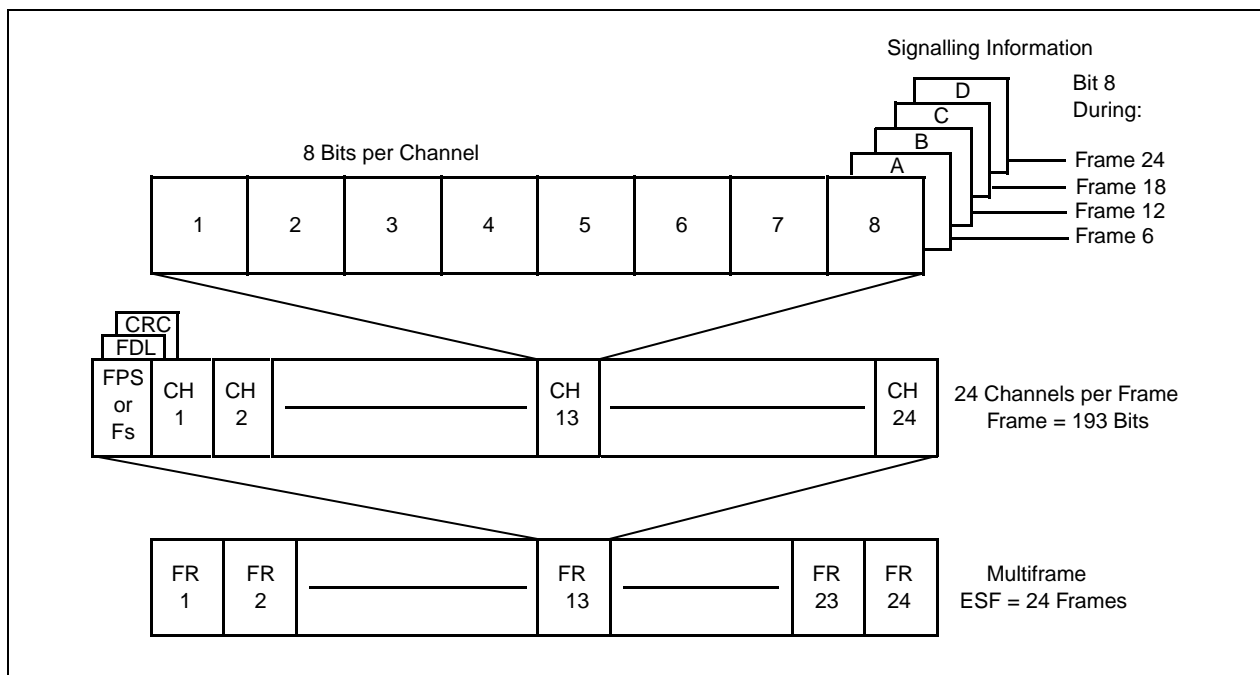 Signalling Information
Bit 8
During:
D
C
B
A
8 Bits per Channel
Frame 24
Frame 18
Frame 12
Frame 6
1 2 3 4 5 6 7 8
CRC
FDL
FPS
or
Fs
CH
1
CH
2
CH
13
CH
24
24 Channels per Frame
Frame = 193 Bits
FR
1
FR
2
FR
13
FR
23
FR
24
Multiframe
ESF = 24 Frames